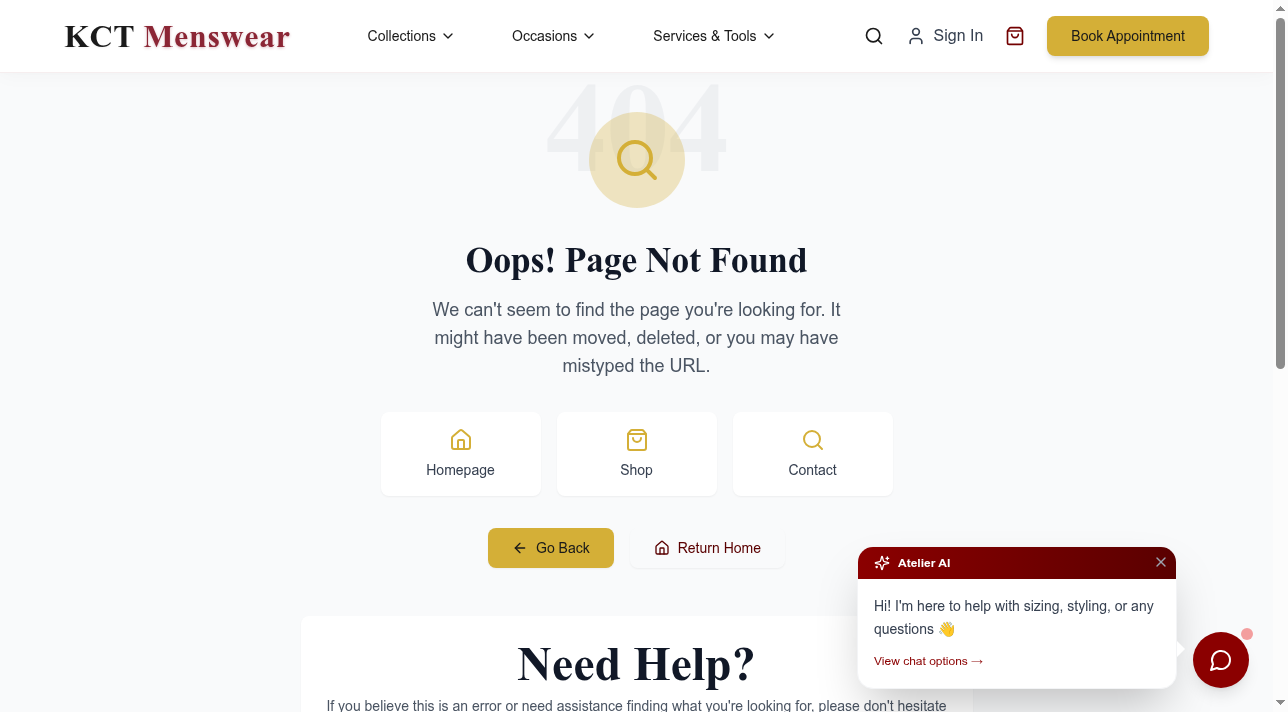 KCT Menswear
Collections
Occasions
Services & Tools
Sign In
Book Appointment
404
Oops! Page Not Found
We can't seem to find the page you're looking for. It
might have been moved, deleted, or you may have
mistyped the URL.
Homepage
Shop
Contact
Go Back
Return Home
Atelier AI
Hi! I'm here to help with sizing, styling, or any
questions 👋
View chat options →
Need Help?
If you believe this is an error or need assistance finding what you're looking for, please don't hesitate